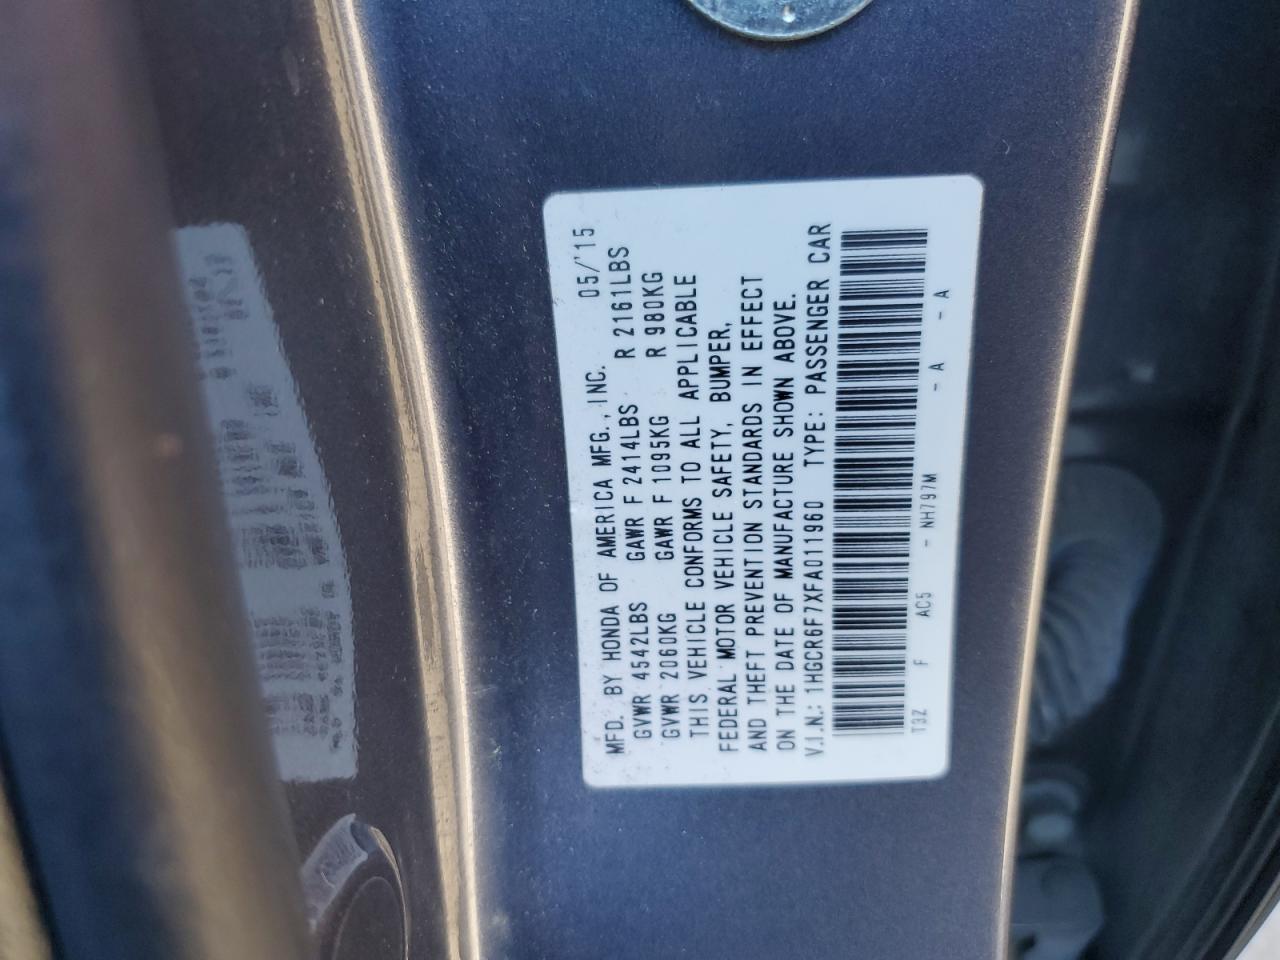 MFD. BY HONDA OF AMERICA MFG., INC. 05/'15
GVWR 4542LBS GAWR F 2414LBS R 2161LBS
GVWR 2060KG GAWR F 1095KG R 980KG
THIS VEHICLE CONFORMS TO ALL APPLICABLE
FEDERAL MOTOR VEHICLE SAFETY, BUMPER,
AND THEFT PREVENTION STANDARDS IN EFFECT
ON THE DATE OF MANUFACTURE SHOWN ABOVE.
V.I.N.: 1HGCR6F7XFA011960 TYPE: PASSENGER CAR
T3Z F AC5 - NH797M - A - A